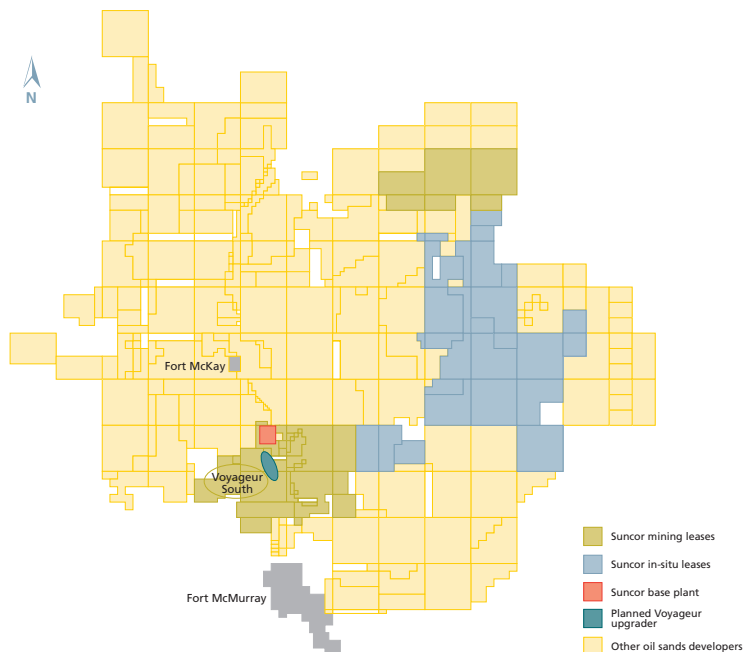 N
Fort McKay
Voyageur
South
Fort McMurray
Suncor mining leases
Suncor in-situ leases
Suncor base plant
Planned Voyageur
upgrader
Other oil sands developers